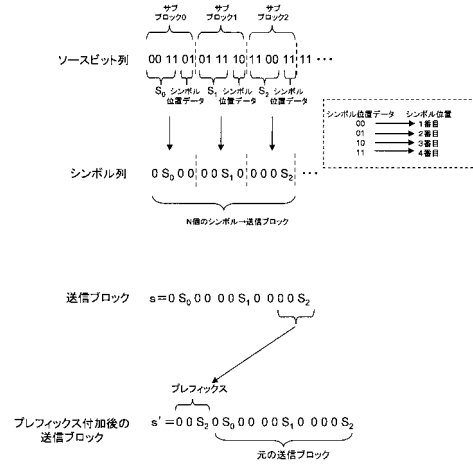 サブ
ブロック0
サブ
ブロック1
サブ
ブロック2
ソースビット列
00 11 01 01 11 10 11 00 11 11 ･･･
S0 シンボル
位置データ
S1 シンボル
位置データ
S2 シンボル
位置データ
シンボル位置データ シンボル位置
00 1番目
01 2番目
10 3番目
11 4番目
シンボル列
0 S0 0 0 0 0 S1 0 0 0 0 S2 ･･･
N個のシンボル→送信ブロック
送信ブロック
s=0 S0 0 0 0 0 S1 0 0 0 0 S2
プレフィックス
プレフィックス付加後の
送信ブロック
s'=0 0 S2 0 S0 0 0 0 0 S1 0 0 0 0 S2
元の送信ブロック